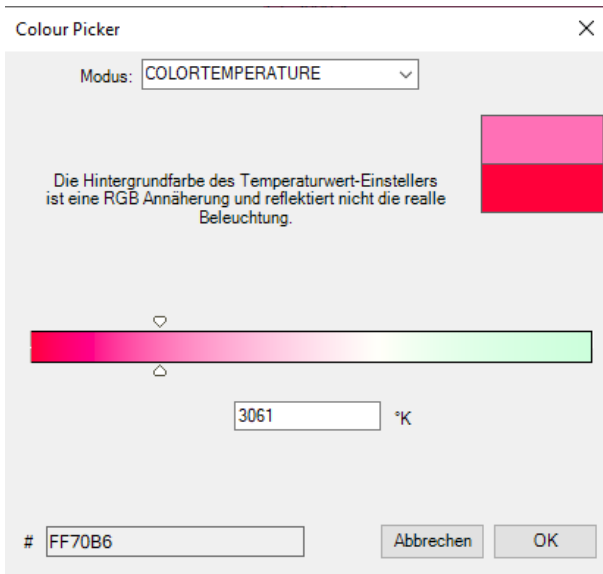 Colour Picker
Modus: COLORTEMPERATURE
Die Hintergrundfarbe des Temperaturwert-Einstellers
ist eine RGB Annäherung und reflektiert nicht die realle
Beleuchtung.
3061 °K
# FF70B6 Abbrechen OK